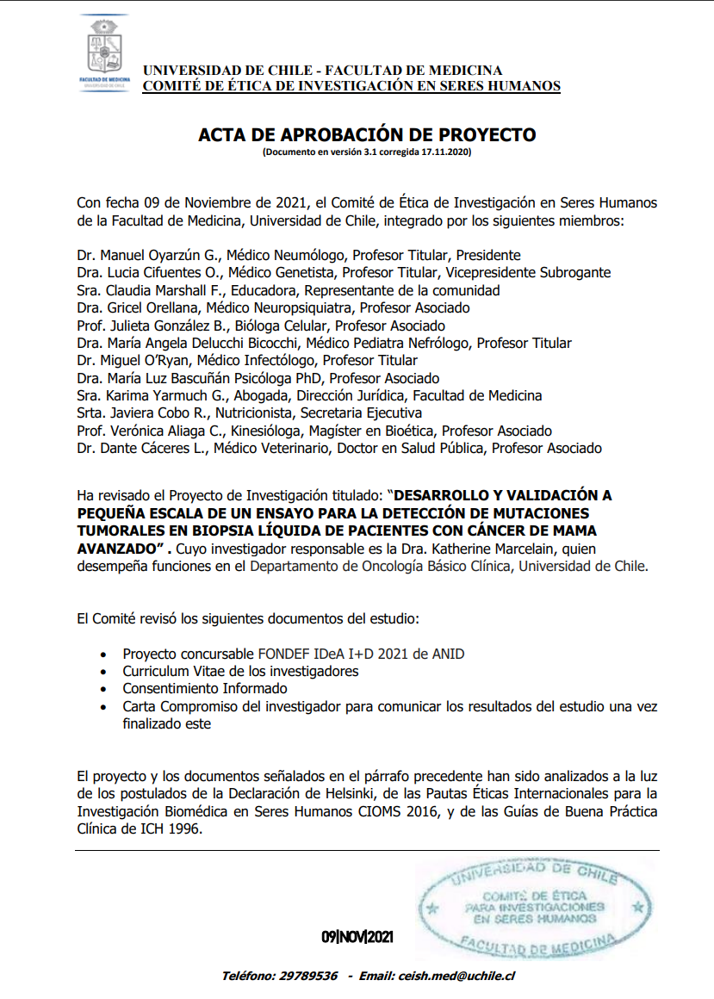 FACULTAD DE MEDICINA
UNIVERSIDAD DE CHILE
UNIVERSIDAD DE CHILE - FACULTAD DE MEDICINA
COMITÉ DE ÉTICA DE INVESTIGACIÓN EN SERES HUMANOS
ACTA DE APROBACIÓN DE PROYECTO
(Documento en versión 3.1 corregida 17.11.2020)
Con fecha 09 de Noviembre de 2021, el Comité de Ética de Investigación en Seres Humanos
de la Facultad de Medicina, Universidad de Chile, integrado por los siguientes miembros:
Dr. Manuel Oyarzún G., Médico Neumólogo, Profesor Titular, Presidente
Dra. Lucia Cifuentes O., Médico Genetista, Profesor Titular, Vicepresidente Subrogante
Sra. Claudia Marshall F., Educadora, Representante de la comunidad
Dra. Gricel Orellana, Médico Neuropsiquiatra, Profesor Asociado
Prof. Julieta González B., Bióloga Celular, Profesor Asociado
Dra. María Angela Delucchi Bicocchi, Médico Pediatra Nefrólogo, Profesor Titular
Dr. Miguel O’Ryan, Médico Infectólogo, Profesor Titular
Dra. María Luz Bascuñán Psicóloga PhD, Profesor Asociado
Sra. Karima Yarmuch G., Abogada, Dirección Jurídica, Facultad de Medicina
Srta. Javiera Cobo R., Nutricionista, Secretaria Ejecutiva
Prof. Verónica Aliaga C., Kinesióloga, Magíster en Bioética, Profesor Asociado
Dr. Dante Cáceres L., Médico Veterinario, Doctor en Salud Pública, Profesor Asociado
Ha revisado el Proyecto de Investigación titulado: “DESARROLLO Y VALIDACIÓN A
PEQUEÑA ESCALA DE UN ENSAYO PARA LA DETECCIÓN DE MUTACIONES
TUMORALES EN BIOPSIA LÍQUIDA DE PACIENTES CON CÁNCER DE MAMA
AVANZADO” . Cuyo investigador responsable es la Dra. Katherine Marcelain, quien
desempeña funciones en el Departamento de Oncología Básico Clínica, Universidad de Chile.
El Comité revisó los siguientes documentos del estudio:
• Proyecto concursable FONDEF IDeA I+D 2021 de ANID
• Curriculum Vitae de los investigadores
• Consentimiento Informado
• Carta Compromiso del investigador para comunicar los resultados del estudio una vez
finalizado este
El proyecto y los documentos señalados en el párrafo precedente han sido analizados a la luz
de los postulados de la Declaración de Helsinki, de las Pautas Éticas Internacionales para la
Investigación Biomédica en Seres Humanos CIOMS 2016, y de las Guías de Buena Práctica
Clínica de ICH 1996.
UNIVERSIDAD DE CHILE
COMITÉ DE ÉTICA
PARA INVESTIGACIONES
EN SERES HUMANOS
FACULTAD DE MEDICINA
09|NOV|2021
Teléfono: 29789536 - Email: ceish.med@uchile.cl